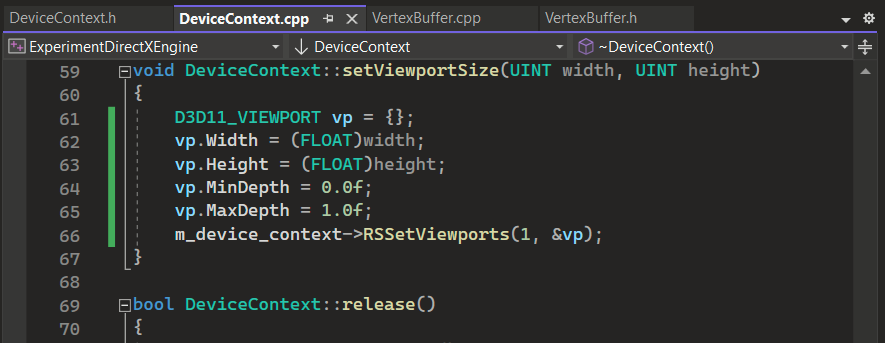 DeviceContext.h DeviceContext.cpp VertexBuffer.cpp VertexBuffer.h
ExperimentDirectXEngine DeviceContext ~DeviceContext()
59 void DeviceContext::setViewportSize(UINT width, UINT height)
60 {
61 D3D11_VIEWPORT vp = {};
62 vp.Width = (FLOAT)width;
63 vp.Height = (FLOAT)height;
64 vp.MinDepth = 0.0f;
65 vp.MaxDepth = 1.0f;
66 m_device_context->RSSetViewports(1, &vp);
67 }
68
69 bool DeviceContext::release()
70 {